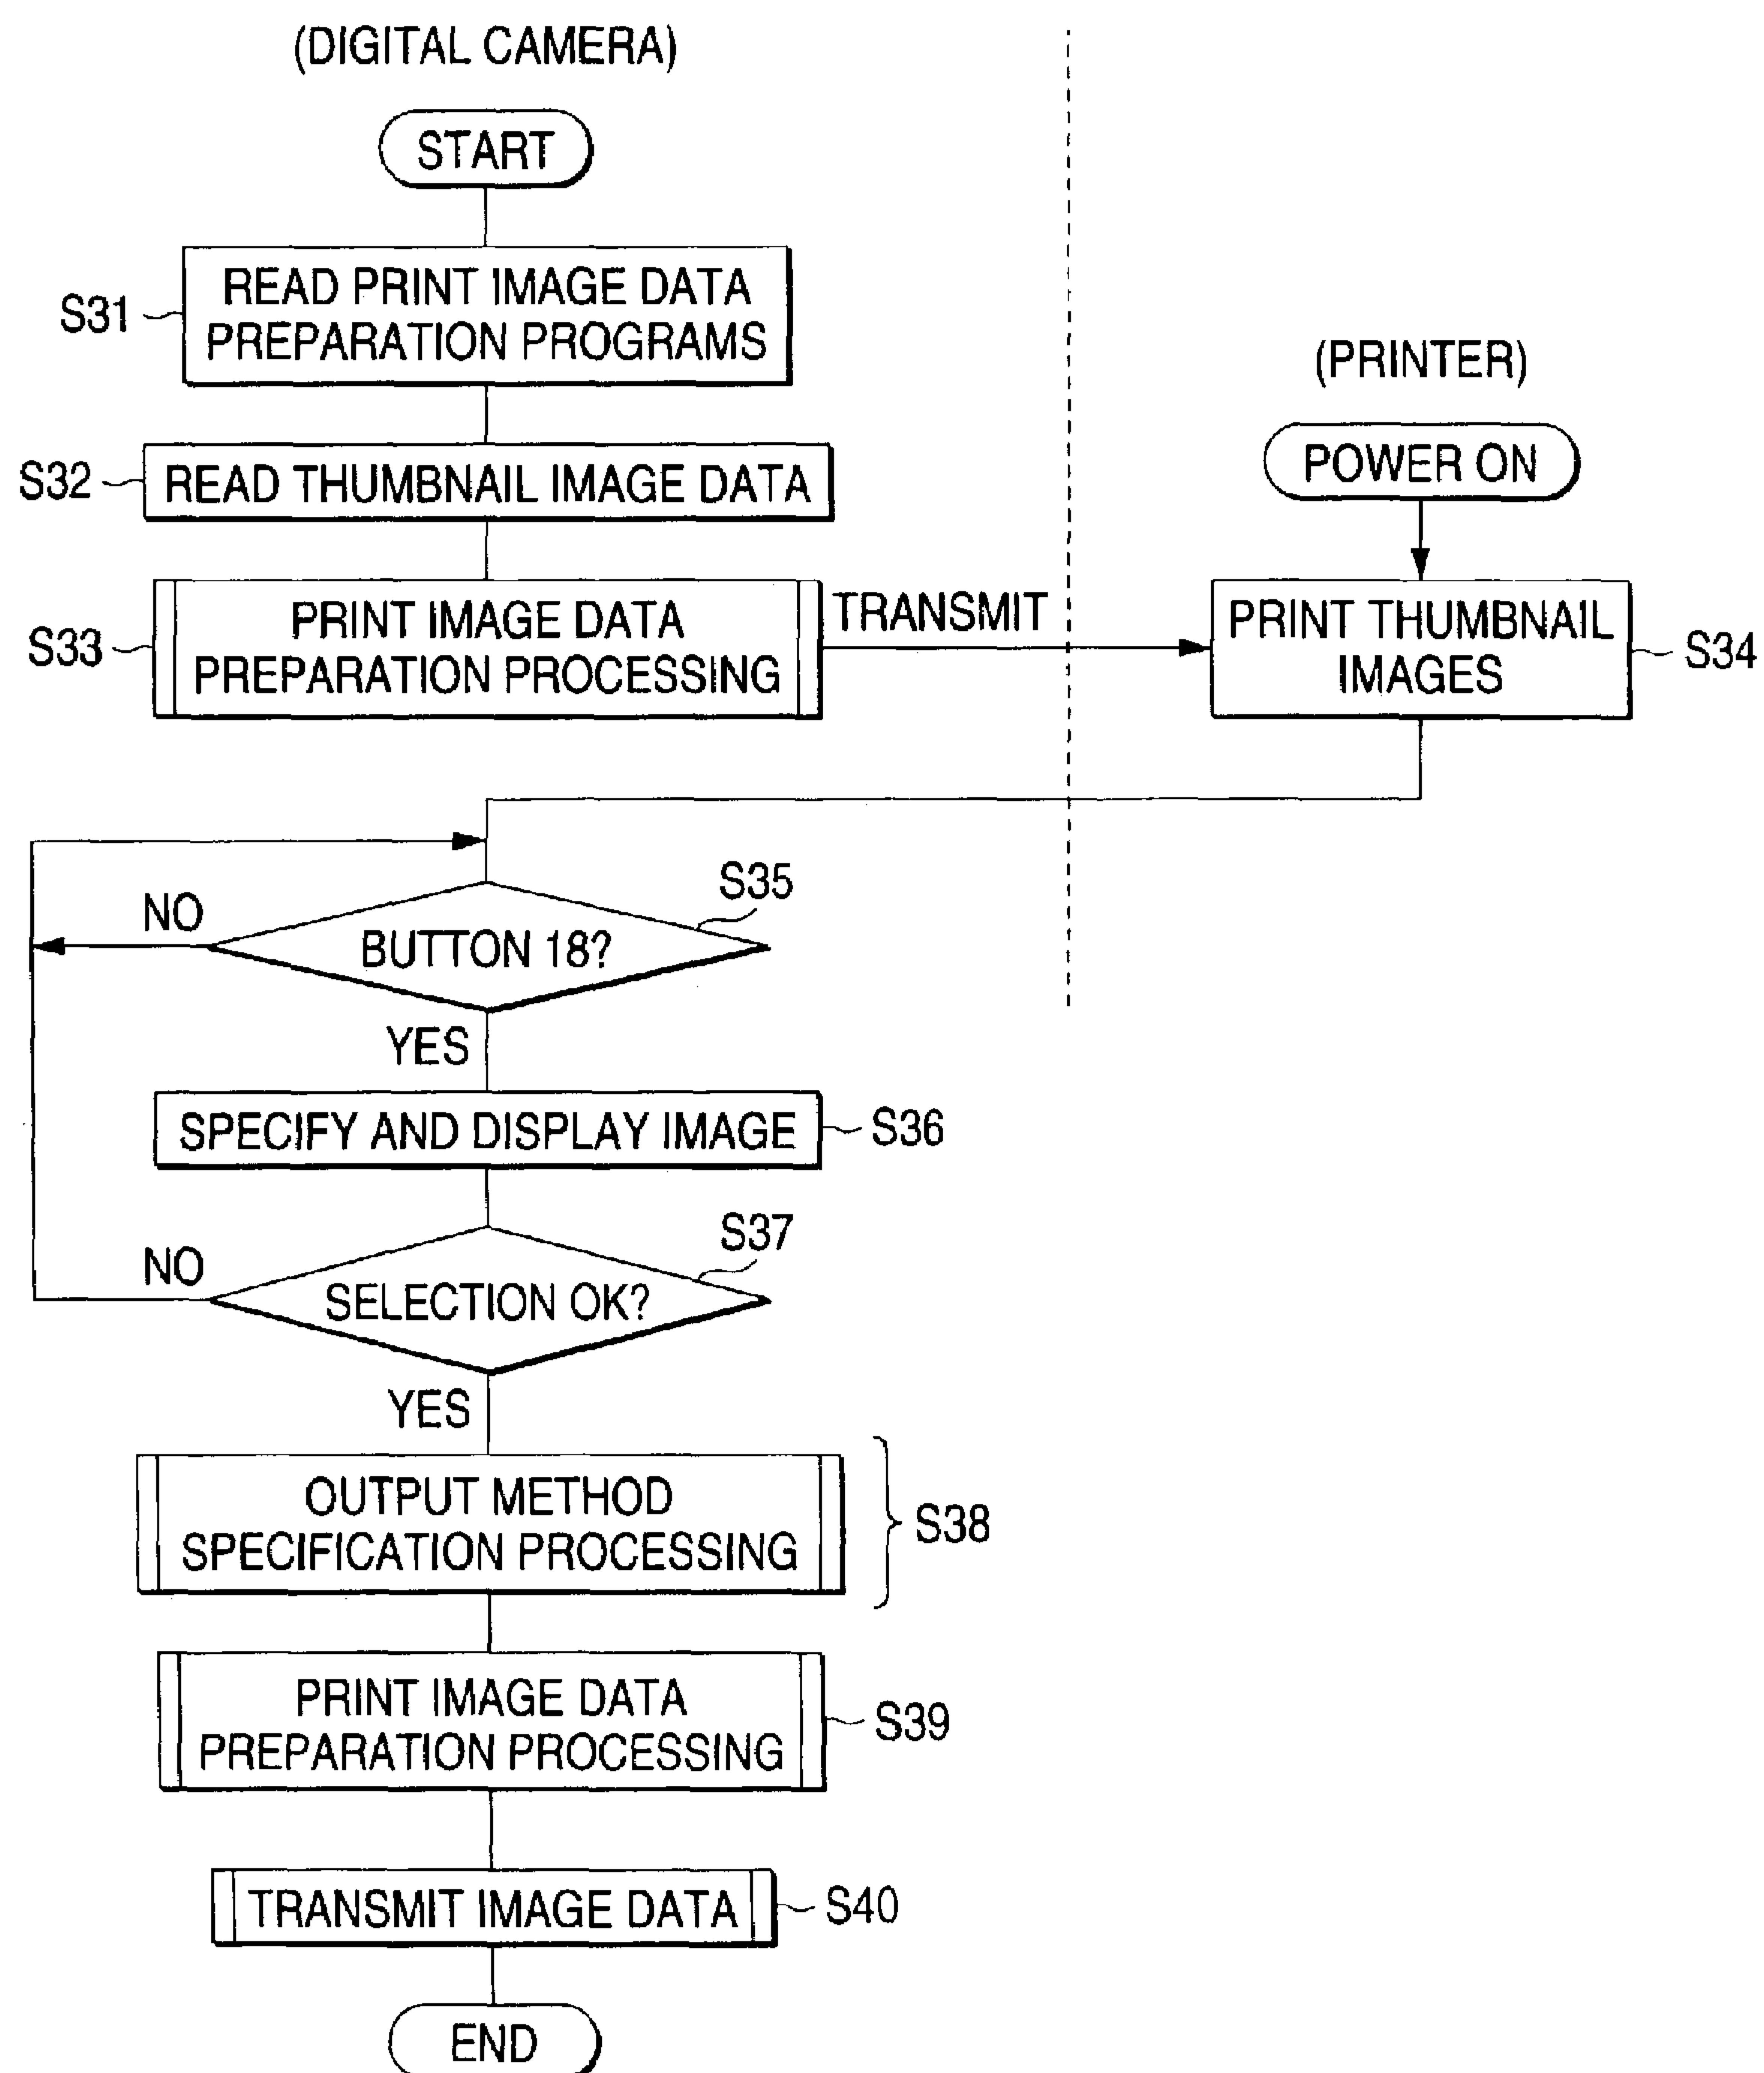 (DIGITAL CAMERA)
START
S31
READ PRINT IMAGE DATA
PREPARATION PROGRAMS
(PRINTER)
POWER ON
S32
READ THUMBNAIL IMAGE DATA
S33
PRINT IMAGE DATA
PREPARATION PROCESSING
TRANSMIT
PRINT THUMBNAIL
IMAGES
S34
S35
NO
BUTTON 18?
YES
SPECIFY AND DISPLAY IMAGE
S36
S37
NO
SELECTION OK?
YES
OUTPUT METHOD
SPECIFICATION PROCESSING
S38
PRINT IMAGE DATA
PREPARATION PROCESSING
S39
TRANSMIT IMAGE DATA
S40
END